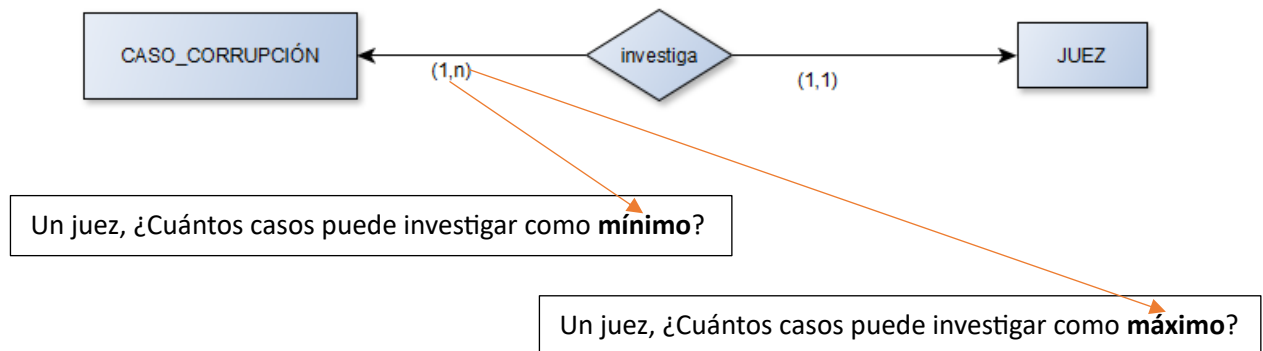 CASO_CORRUPCIÓN
investiga
JUEZ
(1,n)
(1,1)
Un juez, ¿Cuántos casos puede investigar como mínimo?
Un juez, ¿Cuántos casos puede investigar como máximo?